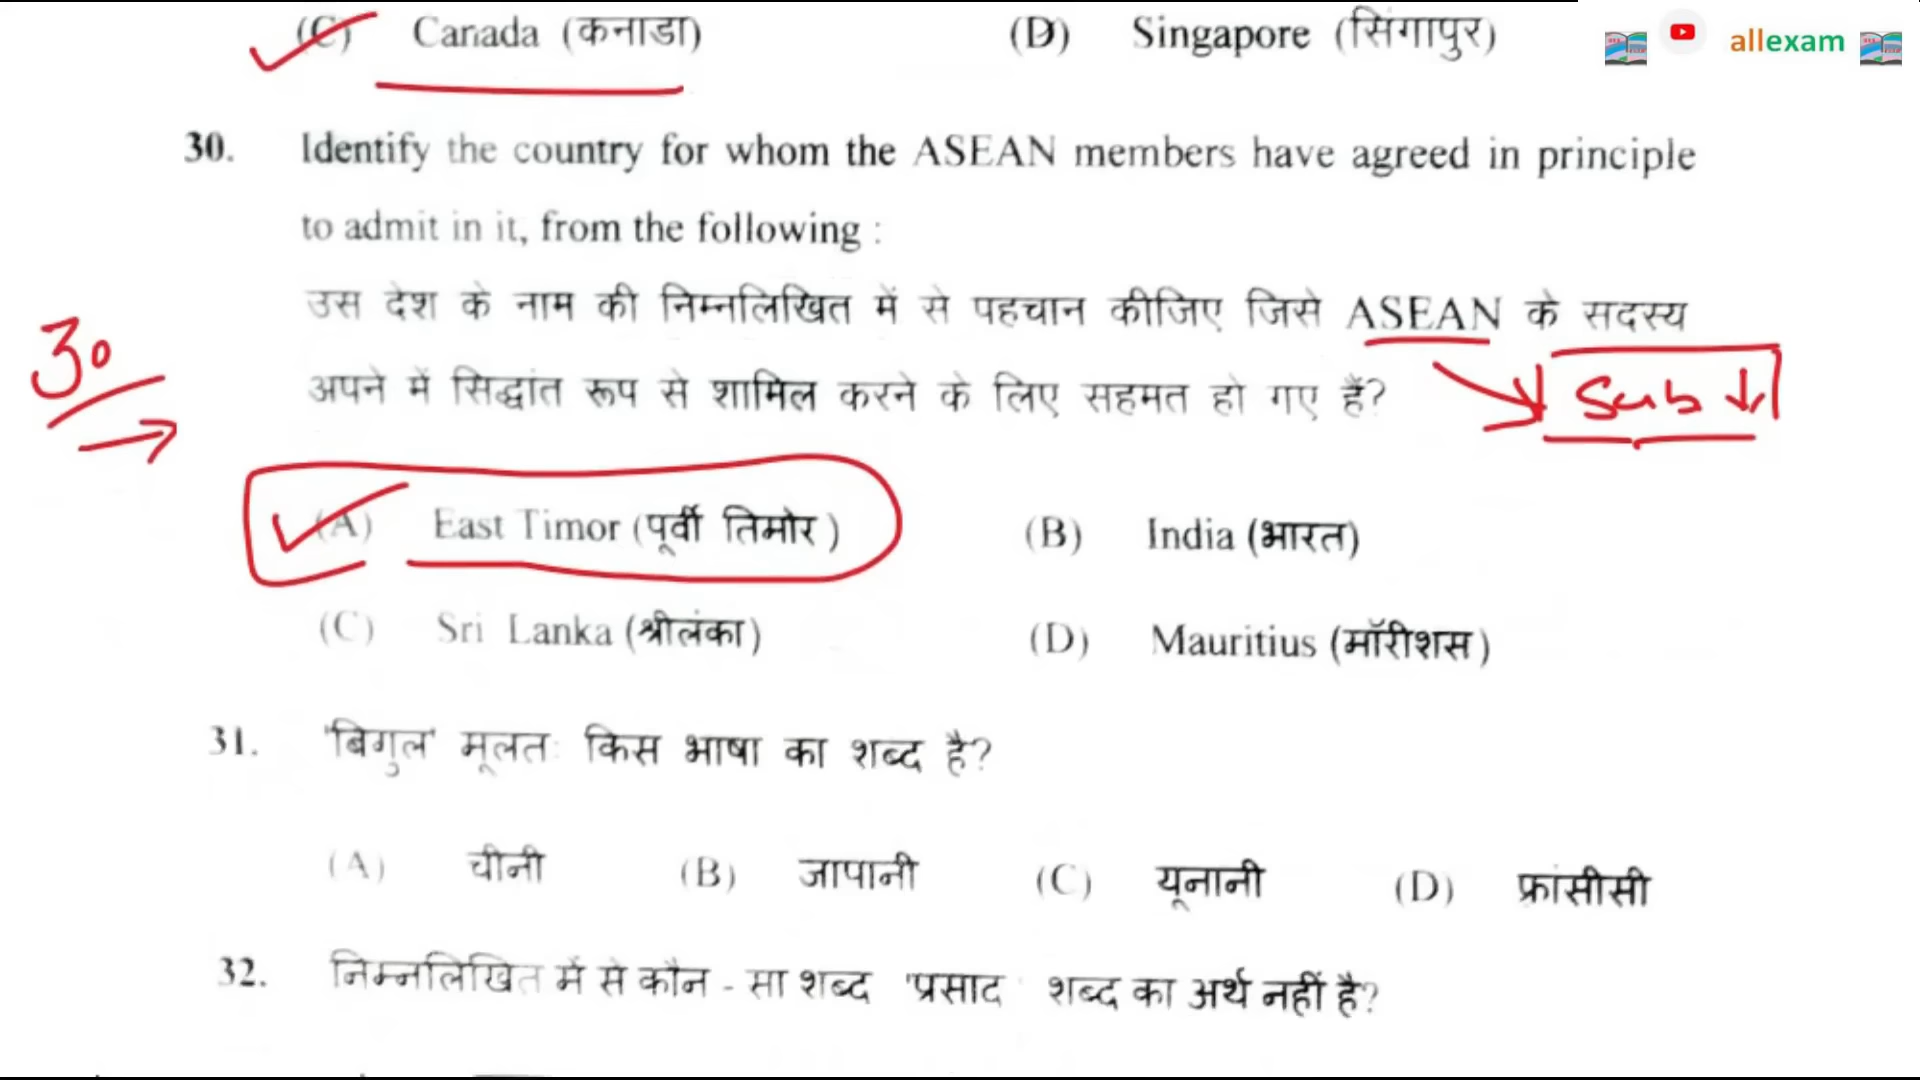 (C) Canada (कनाडा) (D) Singapore (सिंगापुर)
allexam
30. Identify the country for whom the ASEAN members have agreed in principle
to admit in it, from the following :
उस देश के नाम की निम्नलिखित में से पहचान कीजिए जिसे ASEAN के सदस्य
अपने में सिद्धांत रूप से शामिल करने के लिए सहमत हो गए हैं?
30
Sub
(A) East Timor (पूर्वी तिमोर) (B) India (भारत)
(C) Sri Lanka (श्रीलंका) (D) Mauritius (मॉरीशस)
31. 'बिगुल' मूलतः किस भाषा का शब्द है?
(A) चीनी (B) जापानी (C) यूनानी (D) फ्रांसीसी
32. निम्नलिखित में से कौन - सा शब्द 'प्रसाद' शब्द का अर्थ नहीं है?